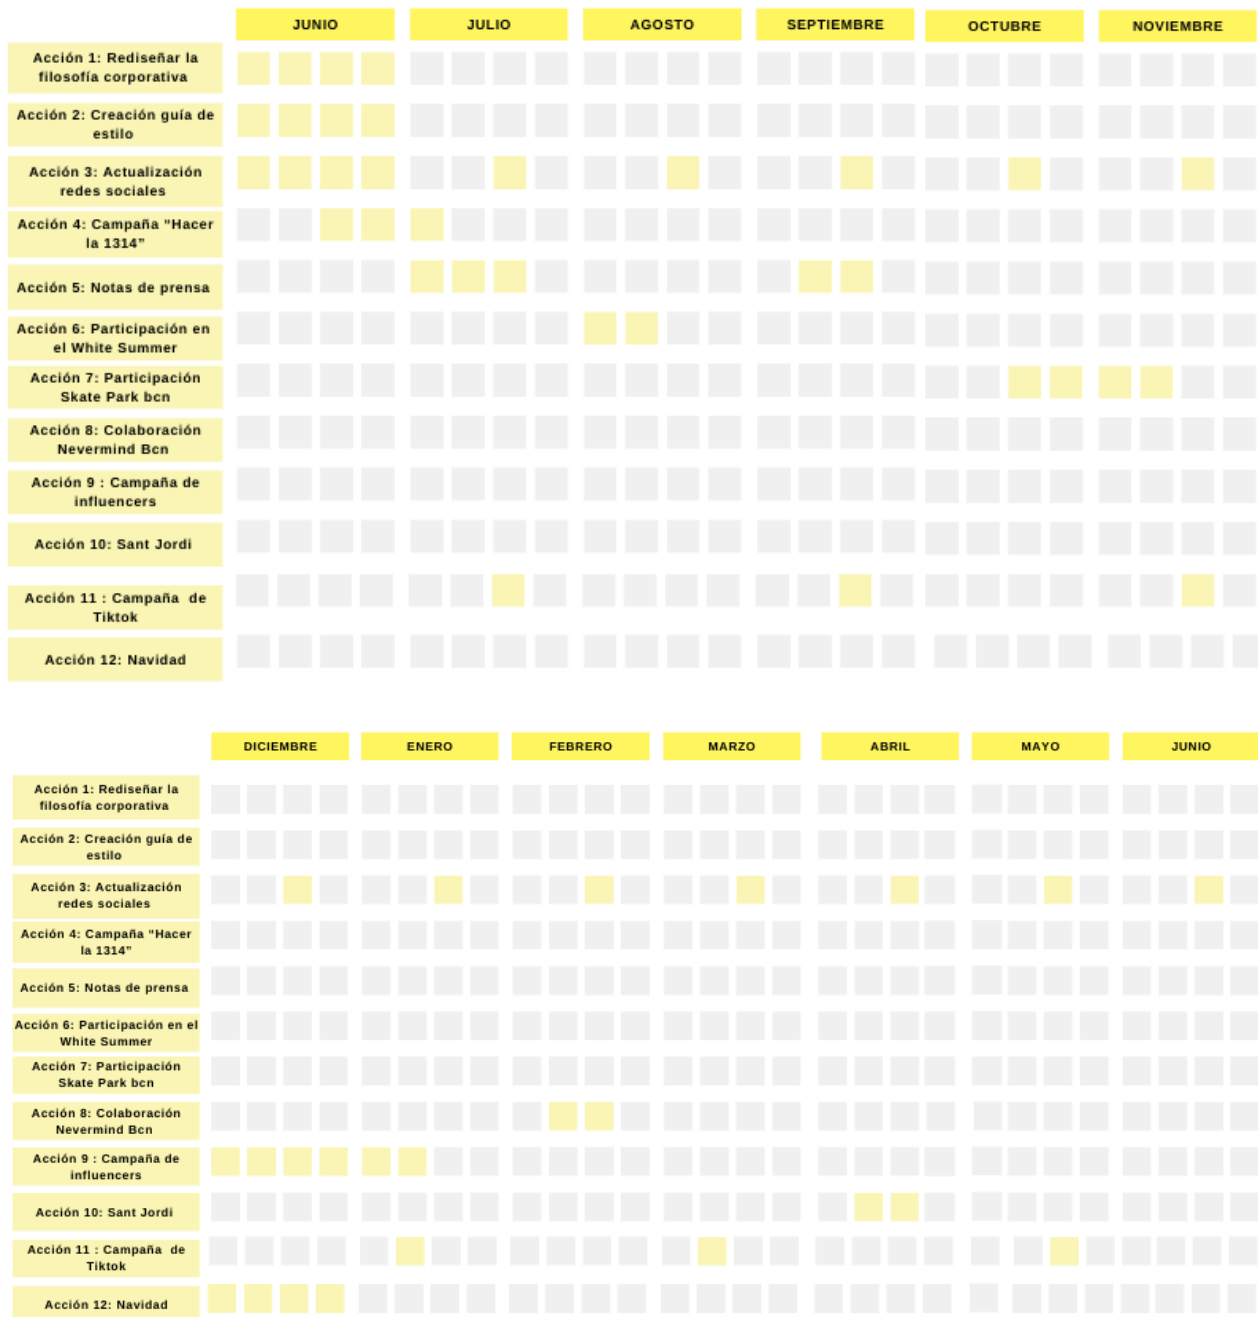 JUNIO JULIO AGOSTO SEPTIEMBRE OCTUBRE NOVIEMBRE
Acción 1: Rediseñar la
filosofía corporativa
Acción 2: Creación guía de
estilo
Acción 3: Actualización
redes sociales
Acción 4: Campaña “Hacer
la 1314”
Acción 5: Notas de prensa
Acción 6: Participación en
el White Summer
Acción 7: Participación
Skate Park bcn
Acción 8: Colaboración
Nevermind Bcn
Acción 9 : Campaña de
influencers
Acción 10: Sant Jordi
Acción 11 : Campaña de
Tiktok
Acción 12: Navidad
DICIEMBRE ENERO FEBRERO MARZO ABRIL MAYO JUNIO
Acción 1: Rediseñar la
filosofía corporativa
Acción 2: Creación guía de
estilo
Acción 3: Actualización
redes sociales
Acción 4: Campaña “Hacer
la 1314”
Acción 5: Notas de prensa
Acción 6: Participación en el
White Summer
Acción 7: Participación
Skate Park bcn
Acción 8: Colaboración
Nevermind Bcn
Acción 9 : Campaña de
influencers
Acción 10: Sant Jordi
Acción 11 : Campaña de
Tiktok
Acción 12: Navidad